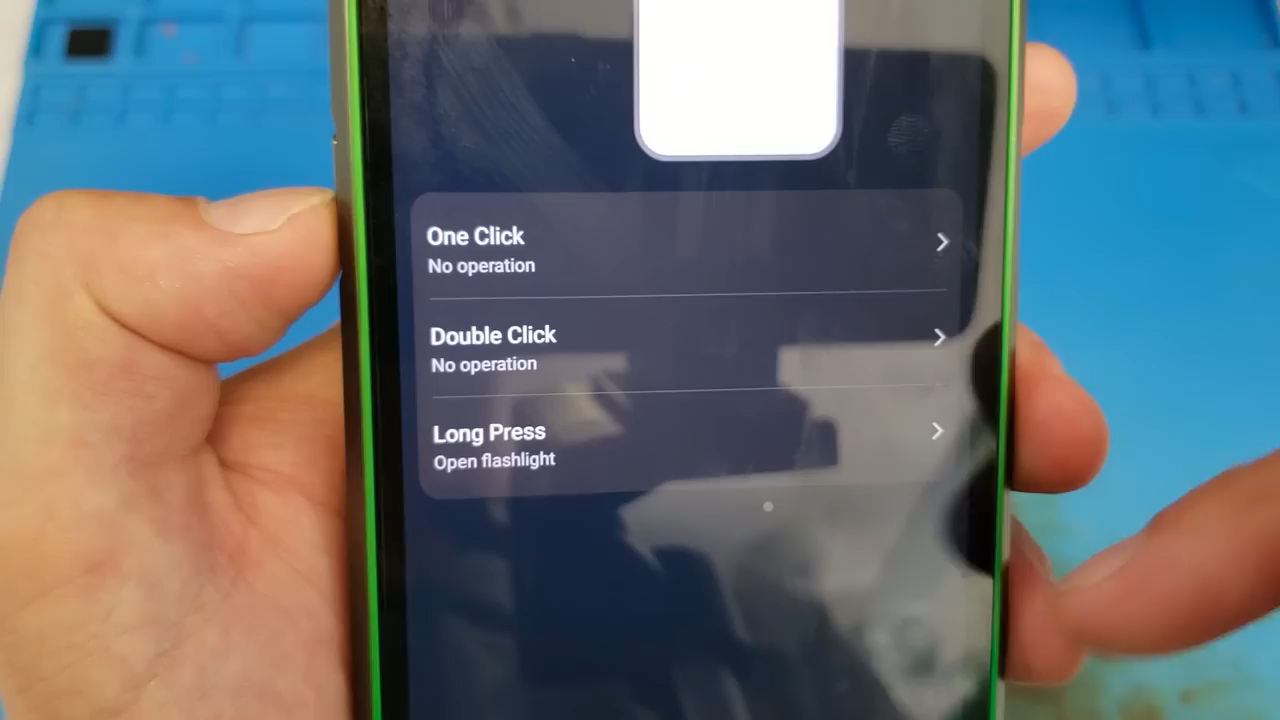 One Click
No operation
Double Click
No operation
Long Press
Open flashlight